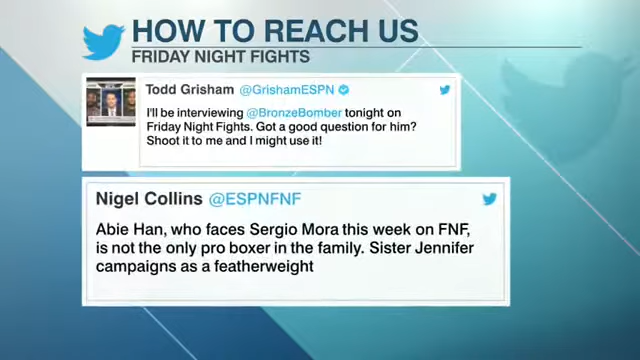 HOW TO REACH US
FRIDAY NIGHT FIGHTS
Todd Grisham @GrishamESPN
I'll be interviewing @BronzeBomber tonight on
Friday Night Fights. Got a good question for him?
Shoot it to me and I might use it!
Nigel Collins @ESPNFNF
Abie Han, who faces Sergio Mora this week on FNF,
is not the only pro boxer in the family. Sister Jennifer
campaigns as a featherweight